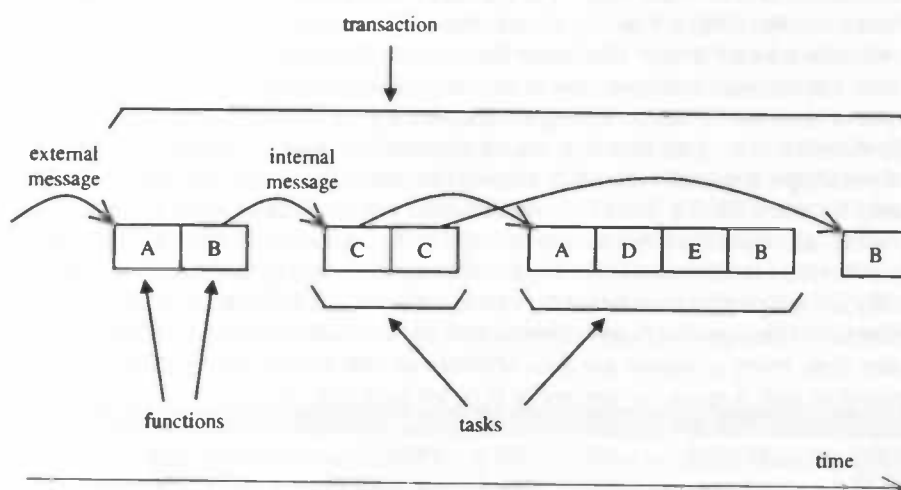 transaction
external
message
internal
message
A B C C A D E B B
functions
tasks
time